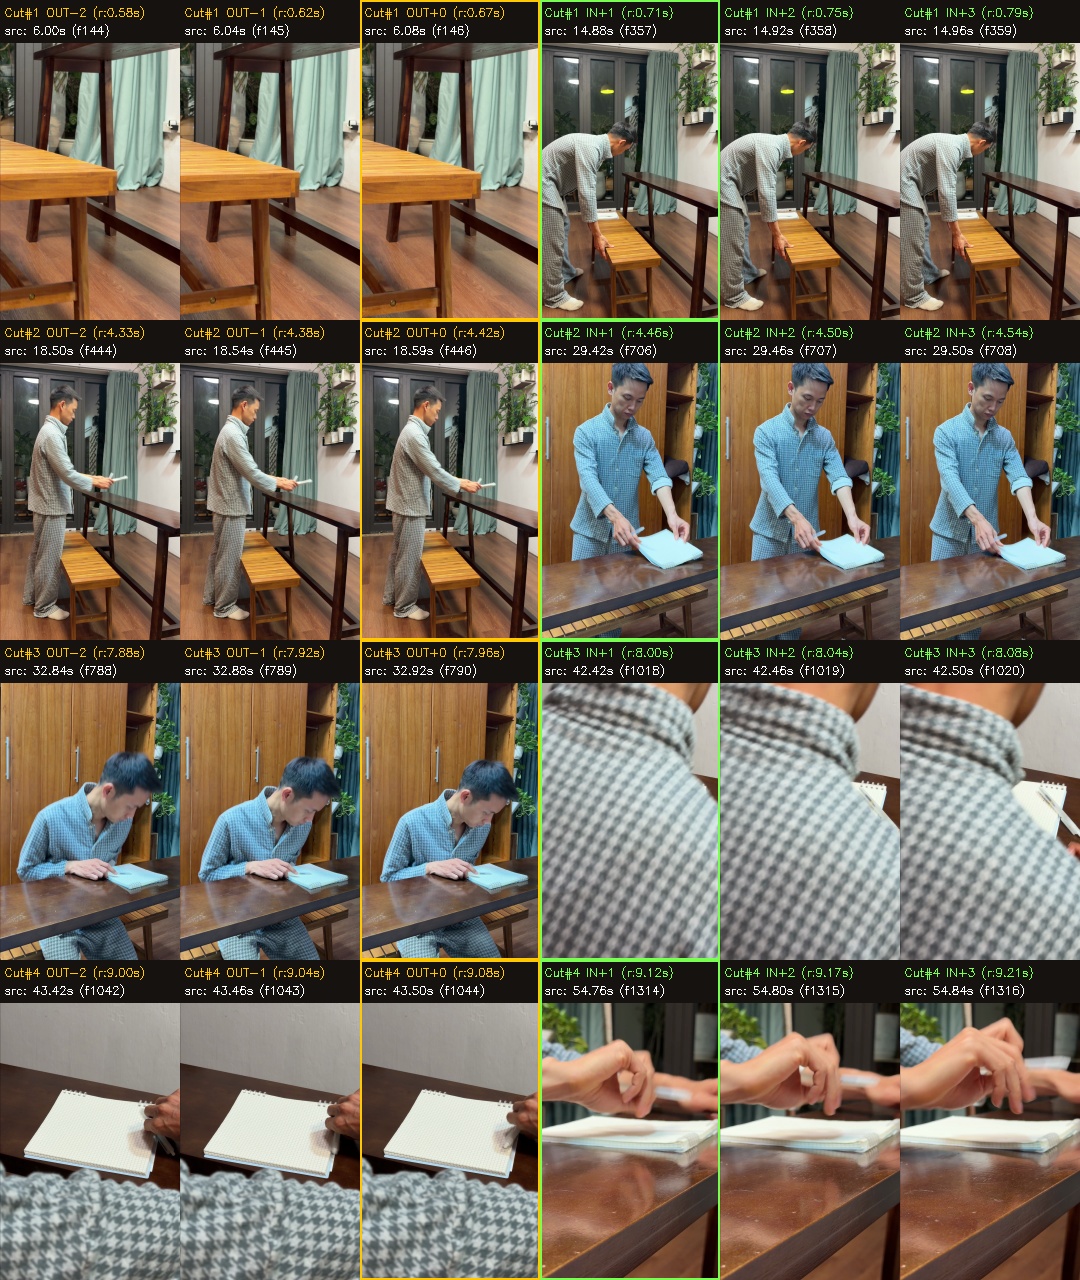 Cut#1 OUT-2 (r:0.58s) Cut#1 OUT-1 (r:0.62s) Cut#1 OUT+0 (r:0.67s) Cut#1 IN+1 (r:0.71s) Cut#1 IN+2 (r:0.75s) Cut#1 IN+3 (r:0.79s)
src: 6.00s (f144) src: 6.04s (f145) src: 6.08s (f146) src: 14.88s (f357) src: 14.92s (f358) src: 14.96s (f359)
Cut#2 OUT-2 (r:4.33s) Cut#2 OUT-1 (r:4.38s) Cut#2 OUT+0 (r:4.42s) Cut#2 IN+1 (r:4.46s) Cut#2 IN+2 (r:4.50s) Cut#2 IN+3 (r:4.54s)
src: 18.50s (f444) src: 18.54s (f445) src: 18.59s (f446) src: 29.42s (f706) src: 29.46s (f707) src: 29.50s (f708)
Cut#3 OUT-2 (r:7.88s) Cut#3 OUT-1 (r:7.92s) Cut#3 OUT+0 (r:7.96s) Cut#3 IN+1 (r:8.00s) Cut#3 IN+2 (r:8.04s) Cut#3 IN+3 (r:8.08s)
src: 32.84s (f788) src: 32.88s (f789) src: 32.92s (f790) src: 42.42s (f1018) src: 42.46s (f1019) src: 42.50s (f1020)
Cut#4 OUT-2 (r:9.00s) Cut#4 OUT-1 (r:9.04s) Cut#4 OUT+0 (r:9.08s) Cut#4 IN+1 (r:9.12s) Cut#4 IN+2 (r:9.17s) Cut#4 IN+3 (r:9.21s)
src: 43.42s (f1042) src: 43.46s (f1043) src: 43.50s (f1044) src: 54.76s (f1314) src: 54.80s (f1315) src: 54.84s (f1316)